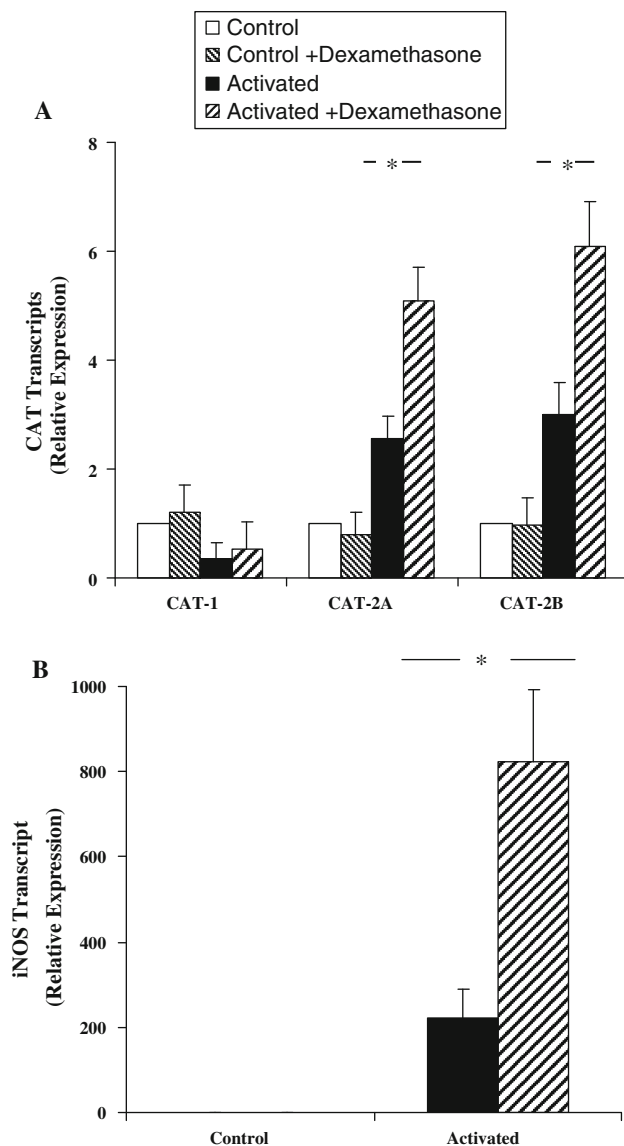 Control
Control +Dexamethasone
Activated
Activated +Dexamethasone
A
CAT Transcripts
(Relative Expression)
8
6
4
2
0
* *
CAT-1 CAT-2A CAT-2B
B
iNOS Transcript
(Relative Expression)
1000
800
600
400
200
0
*
Control Activated